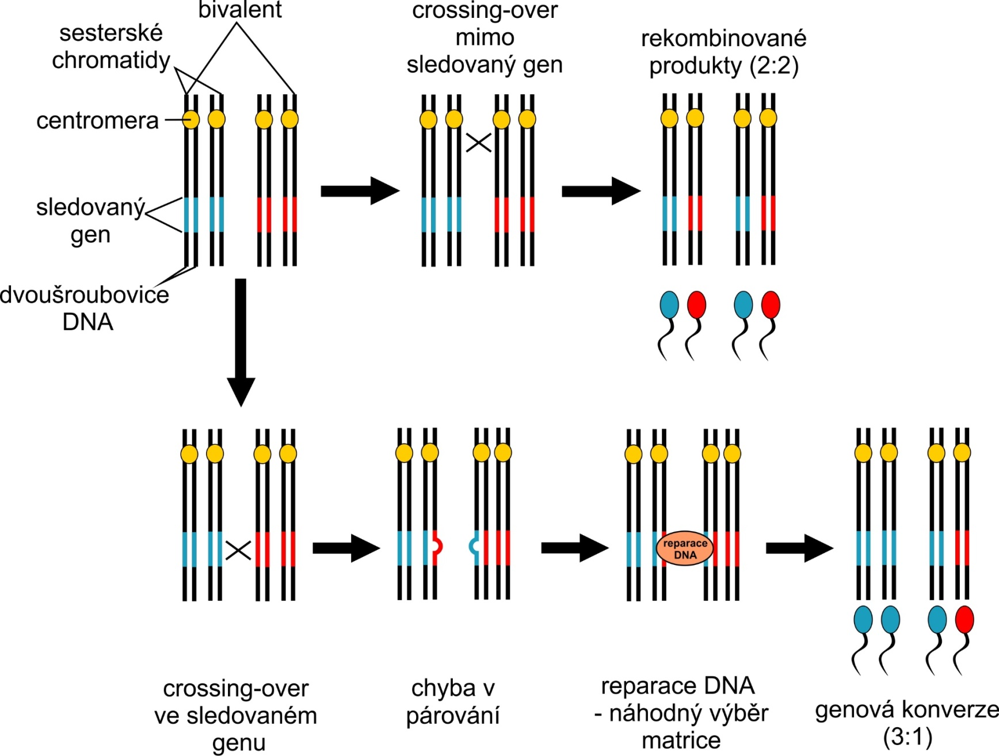 bivalent
sesterské
chromatidy
centromera
sledovaný
gen
dvoušroubovice
DNA
crossing-over
mimo
sledovaný gen
rekombinované
produkty (2:2)
crossing-over
ve sledovaném
genu
chyba v
párování
reparace
DNA
reparace DNA
- náhodný výběr
matrice
genová konverze
(3:1)